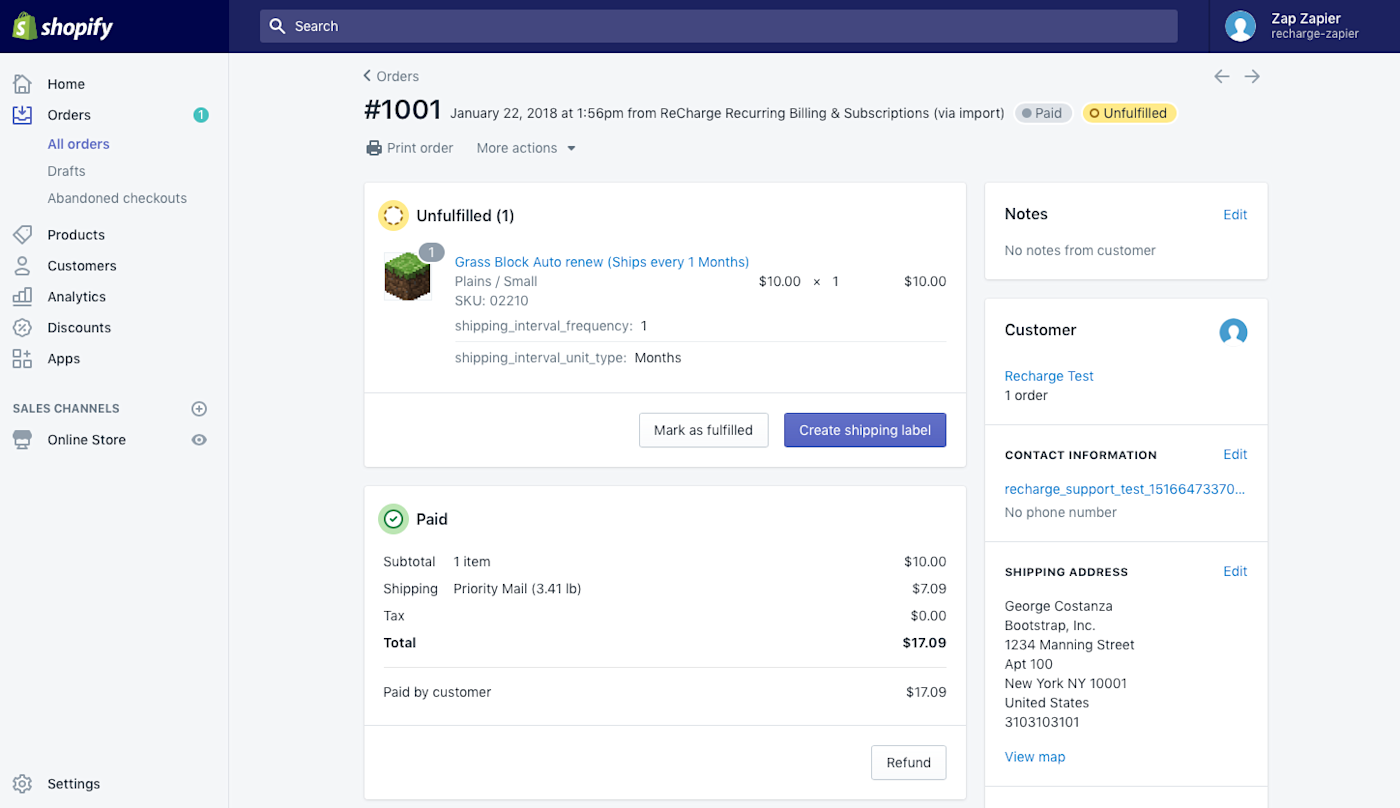 shopify
Search
Zap Zapier
recharge-zapier
Home
Orders 1
All orders
Drafts
Abandoned checkouts
Products
Customers
Analytics
Discounts
Apps
SALES CHANNELS
Online Store
Settings
Orders
#1001 January 22, 2018 at 1:56pm from ReCharge Recurring Billing & Subscriptions (via import) Paid Unfulfilled
Print order More actions
Unfulfilled (1)
1
Grass Block Auto renew (Ships every 1 Months)
Plains / Small $10.00 × 1 $10.00
SKU: 02210
shipping_interval_frequency: 1
shipping_interval_unit_type: Months
Mark as fulfilled Create shipping label
Paid
Subtotal 1 item $10.00
Shipping Priority Mail (3.41 lb) $7.09
Tax $0.00
Total $17.09
Paid by customer $17.09
Refund
Notes Edit
No notes from customer
Customer
Recharge Test
1 order
CONTACT INFORMATION Edit
recharge_support_test_15166473370...
No phone number
SHIPPING ADDRESS Edit
George Costanza
Bootstrap, Inc.
1234 Manning Street
Apt 100
New York NY 10001
United States
3103103101
View map